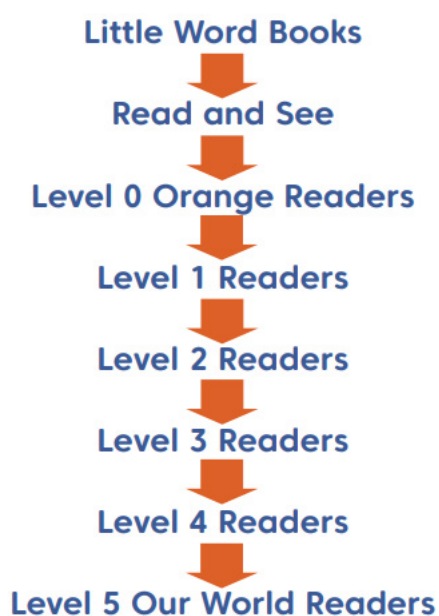 Little Word Books
Read and See
Level 0 Orange Readers
Level 1 Readers
Level 2 Readers
Level 3 Readers
Level 4 Readers
Level 5 Our World Readers